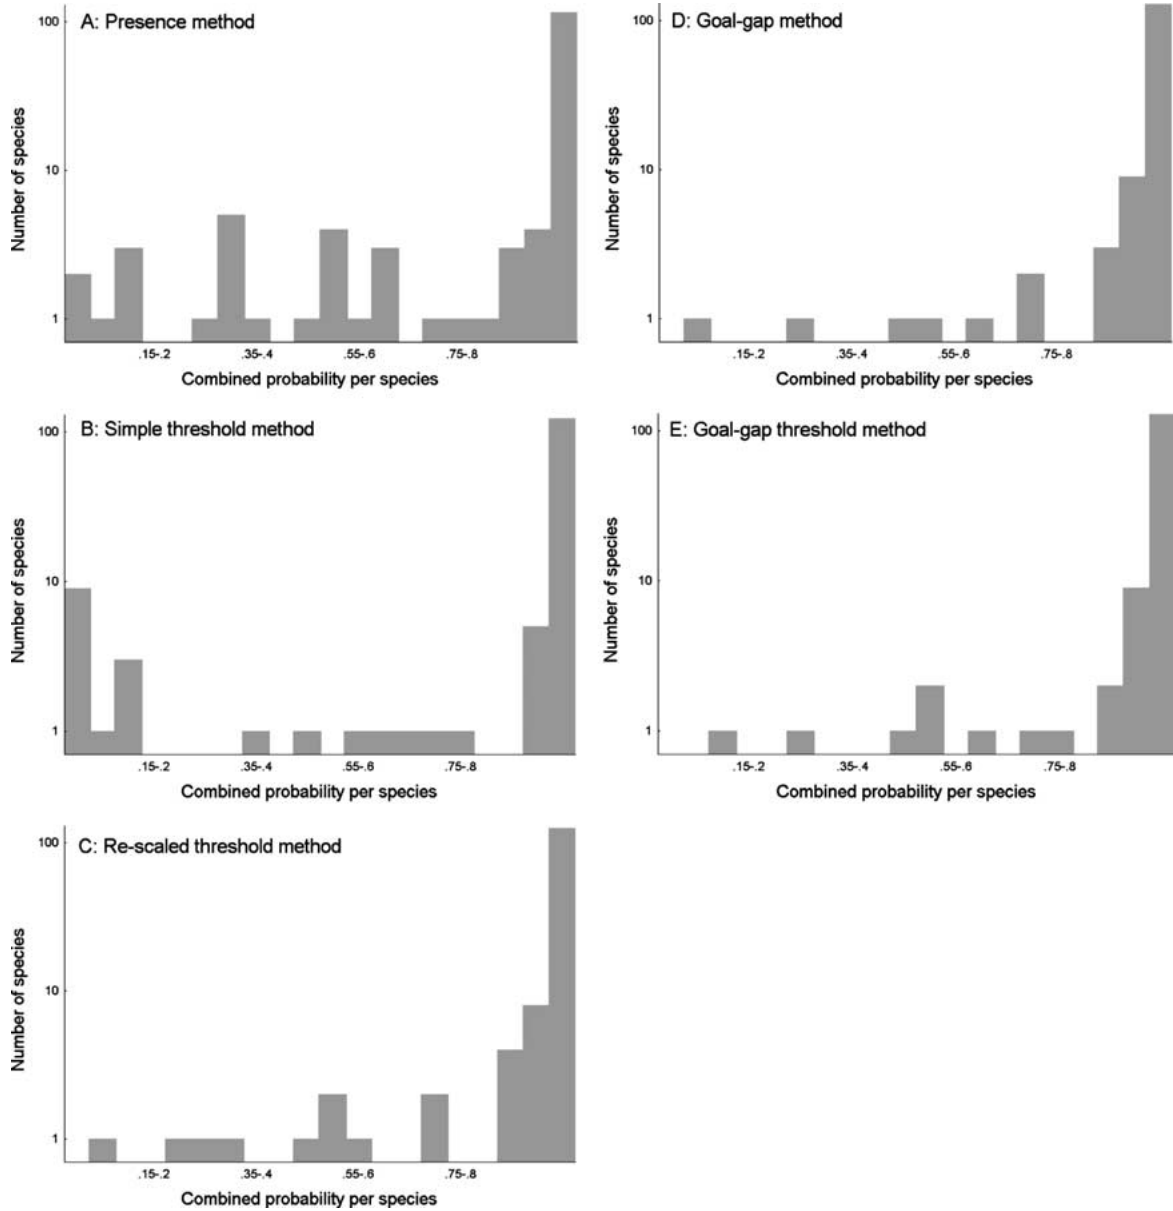 A: Presence method
100
10
1
Number of species
.15-.2 .35-.4 .55-.6 .75-.8
Combined probability per species
B: Simple threshold method
100
10
1
Number of species
.15-.2 .35-.4 .55-.6 .75-.8
Combined probability per species
C: Re-scaled threshold method
100
10
1
Number of species
.15-.2 .35-.4 .55-.6 .75-.8
Combined probability per species
D: Goal-gap method
100
10
1
Number of species
.15-.2 .35-.4 .55-.6 .75-.8
Combined probability per species
E: Goal-gap threshold method
100
10
1
Number of species
.15-.2 .35-.4 .55-.6 .75-.8
Combined probability per species